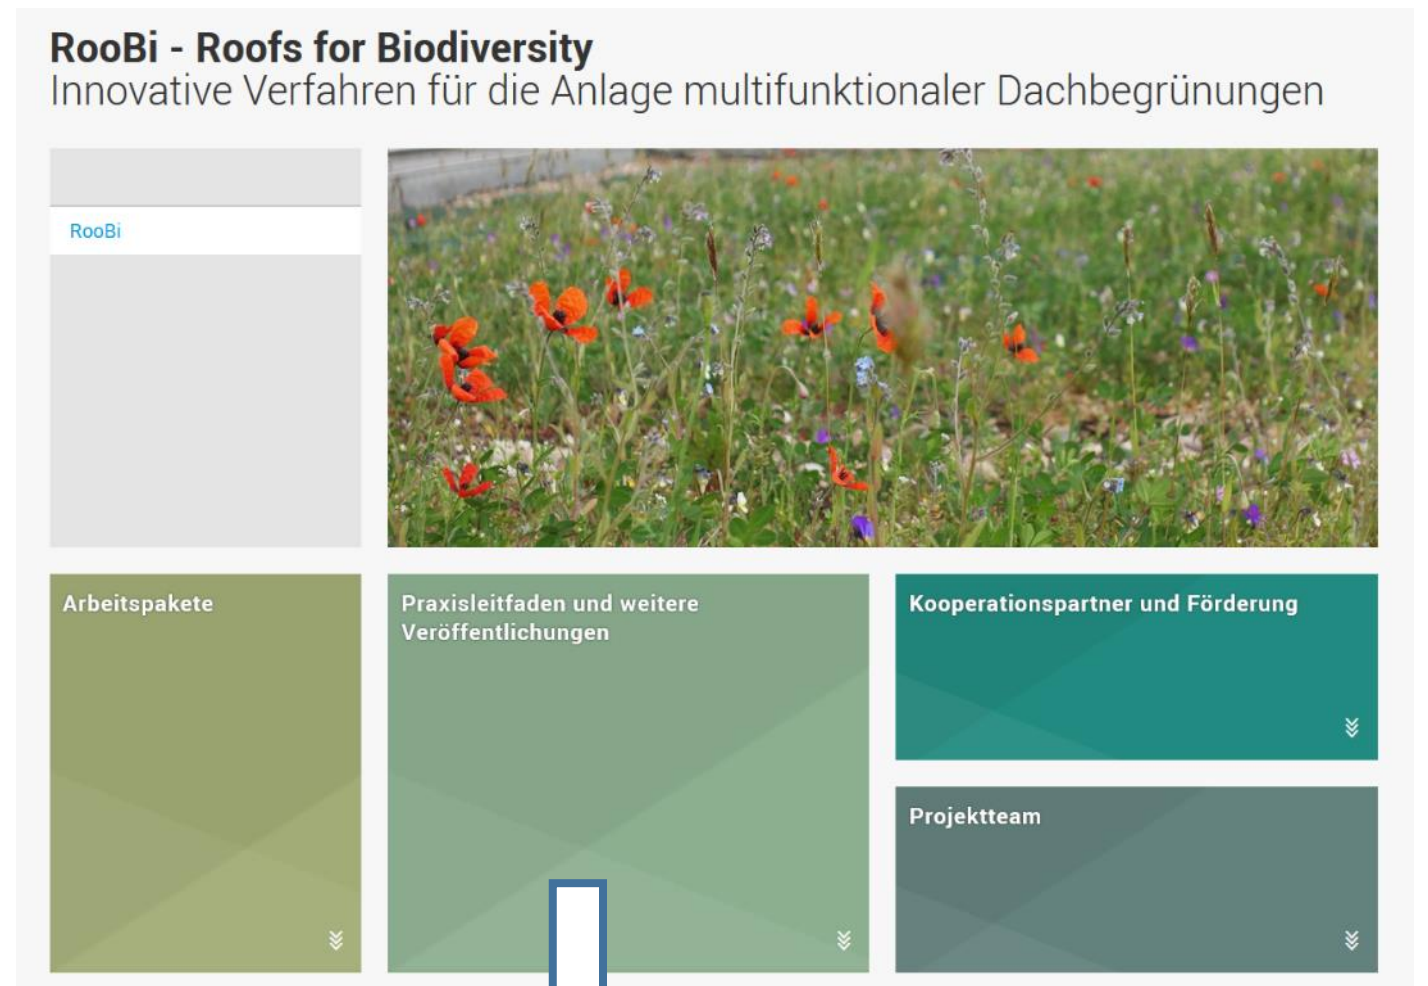 RooBi - Roofs for Biodiversity
Innovative Verfahren für die Anlage multifunktionaler Dachbegrünungen
RooBi
Arbeitspakete
Praxisleitfaden und weitere
Veröffentlichungen
Kooperationspartner und Förderung
Projektteam